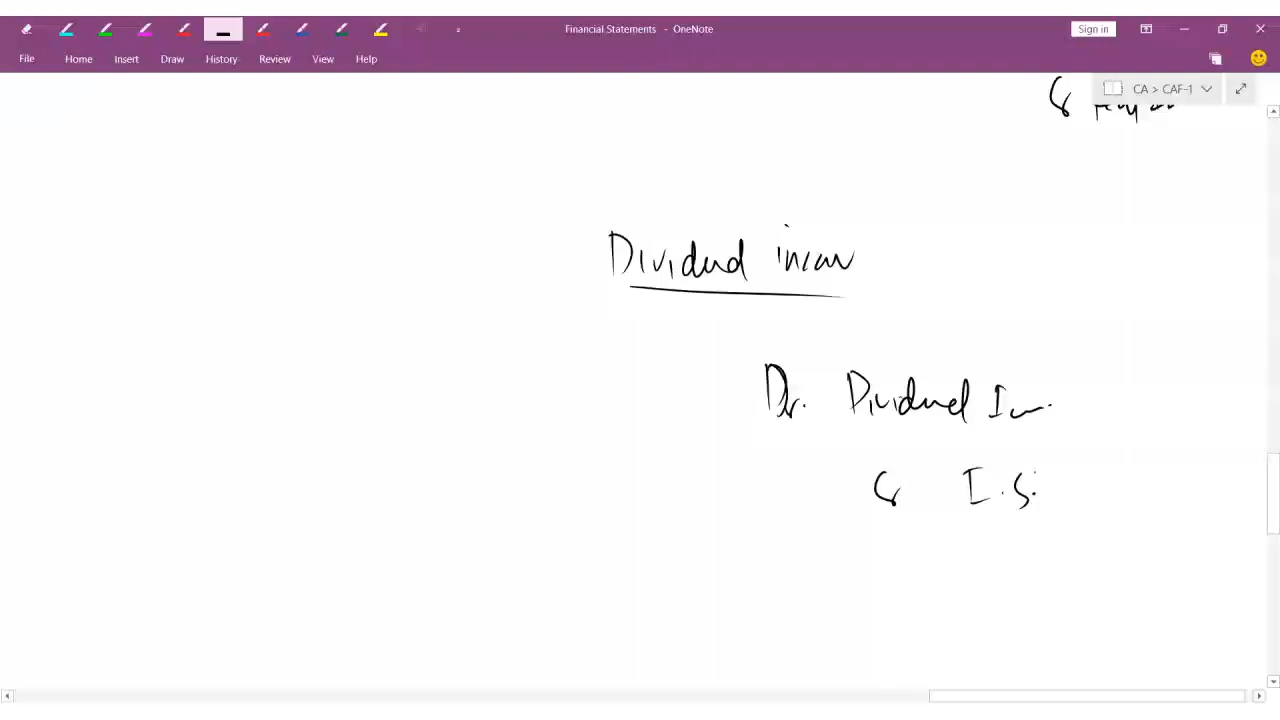 Financial Statements - OneNote
Sign in
File Home Insert Draw History Review View Help
CA > CAF-1
Cr
Dividend income
Dr. Dividend Inc.
Cr I.S.